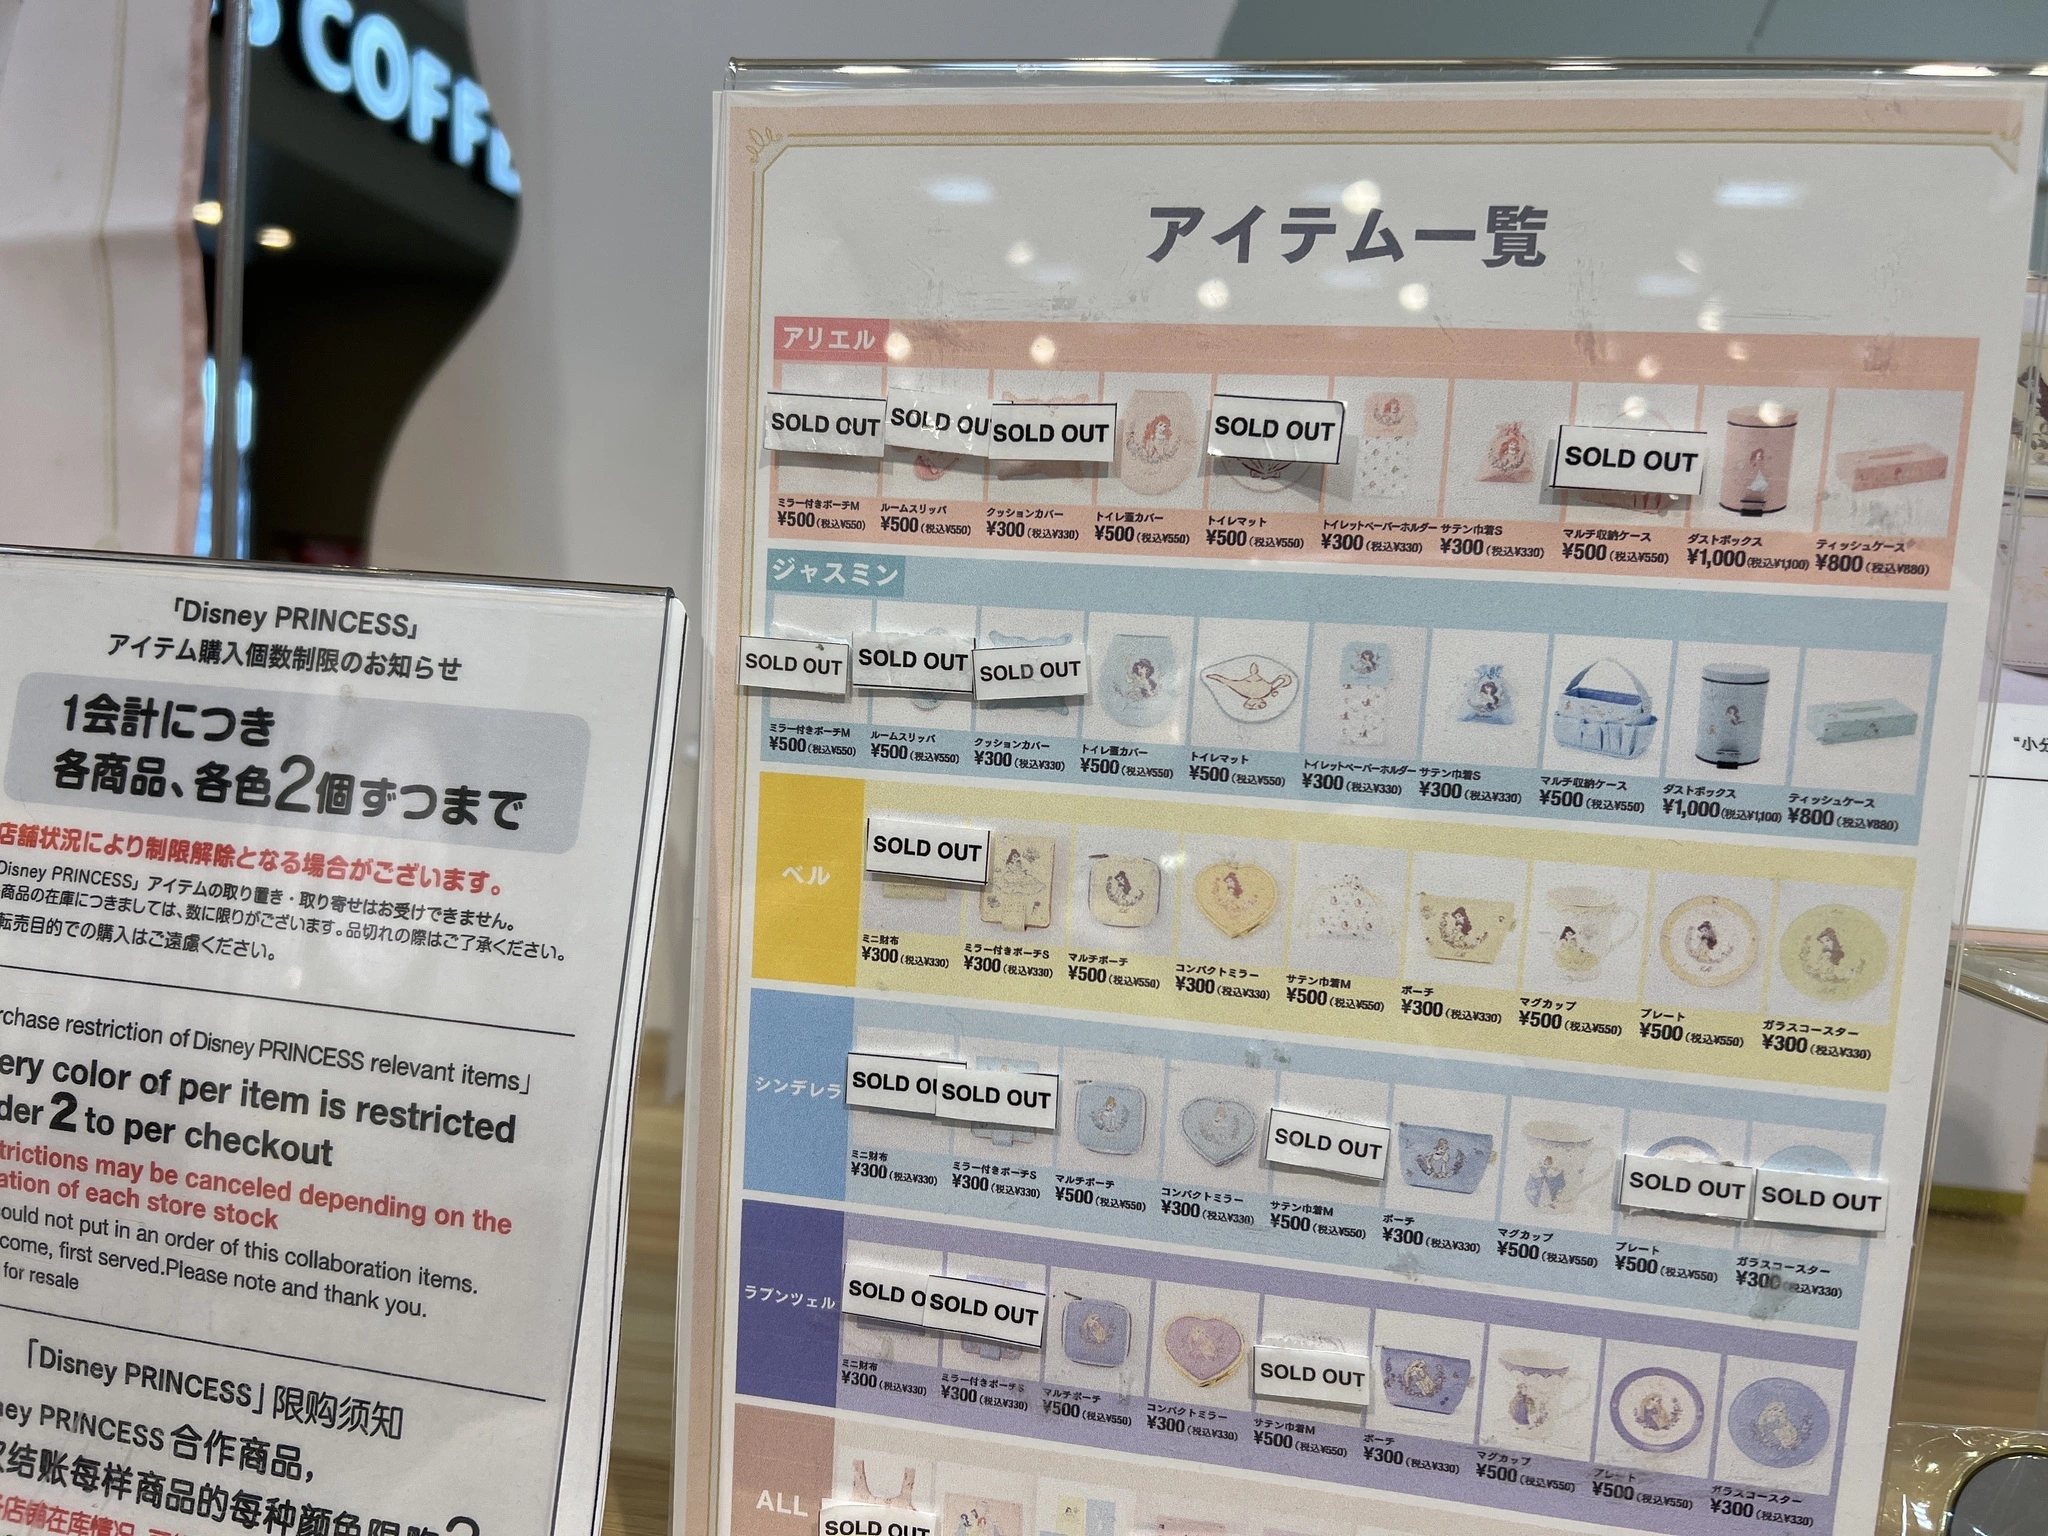 COFFE
「Disney PRINCESS」
アイテム購入個数制限のお知らせ
1会計につき
各商品、各色2個ずつまで
店舗状況により制限解除となる場合がございます。
Disney PRINCESS」アイテムの取り置き・取り寄せはお受けできません。
商品の在庫につきましては、数に限りがございます。品切れの際はご了承ください。
転売目的での購入はご遠慮ください。
rchase restriction of Disney PRINCESS relevant items」
ery color of per item is restricted
der 2 to per checkout
trictions may be canceled depending on the
ation of each store stock
ould not put in an order of this collaboration items.
come, first served.Please note and thank you.
for resale
「Disney PRINCESS」限购须知
ney PRINCESS 合作商品,
结账每样商品的每种颜色限购2
店铺在库情况
アイテム一覧
アリエル
SOLD OUT SOLD OU SOLD OUT SOLD OUT SOLD OUT
ミラー付きポーチM ルームスリッパ クッションカバー トイレ蓋カバー トイレマット トイレットペーパーホルダー サテン巾着S マルチ収納ケース ダストボックス ティッシュケース
¥500(税込¥550) ¥500(税込¥550) ¥300(税込¥330) ¥500(税込¥550) ¥500(税込¥550) ¥300(税込¥330) ¥300(税込¥330) ¥500(税込¥550) ¥1,000(税込¥1,100) ¥800(税込¥880)
ジャスミン
SOLD OUT SOLD OUT SOLD OUT
ミラー付きポーチM ルームスリッパ クッションカバー トイレ蓋カバー トイレマット トイレットペーパーホルダー サテン巾着S マルチ収納ケース ダストボックス ティッシュケース
¥500(税込¥550) ¥500(税込¥550) ¥300(税込¥330) ¥500(税込¥550) ¥500(税込¥550) ¥300(税込¥330) ¥300(税込¥330) ¥500(税込¥550) ¥1,000(税込¥1,100) ¥800(税込¥880)
ベル
SOLD OUT
ミニ財布 ミラー付きポーチS マルチポーチ コンパクトミラー サテン巾着M ポーチ マグカップ プレート ガラスコースター
¥300(税込¥330) ¥300(税込¥330) ¥500(税込¥550) ¥300(税込¥330) ¥500(税込¥550) ¥300(税込¥330) ¥500(税込¥550) ¥500(税込¥550) ¥300(税込¥330)
シンデレラ
SOLD OU SOLD OUT SOLD OUT SOLD OUT SOLD OUT
ミニ財布 ミラー付きポーチS マルチポーチ コンパクトミラー サテン巾着M ポーチ マグカップ プレート ガラスコースター
¥300(税込¥330) ¥300(税込¥330) ¥500(税込¥550) ¥300(税込¥330) ¥500(税込¥550) ¥300(税込¥330) ¥500(税込¥550) ¥500(税込¥550) ¥300(税込¥330)
ラプンツェル
SOLD O SOLD OUT SOLD OUT
ミニ財布 ミラー付きポーチS マルチポーチ コンパクトミラー サテン巾着M ポーチ マグカップ プレート ガラスコースター
¥300(税込¥330) ¥300(税込¥330) ¥500(税込¥550) ¥300(税込¥330) ¥500(税込¥550) ¥300(税込¥330) ¥500(税込¥550) ¥500(税込¥550) ¥300(税込¥330)
ALL
SOLD OUT
"小分